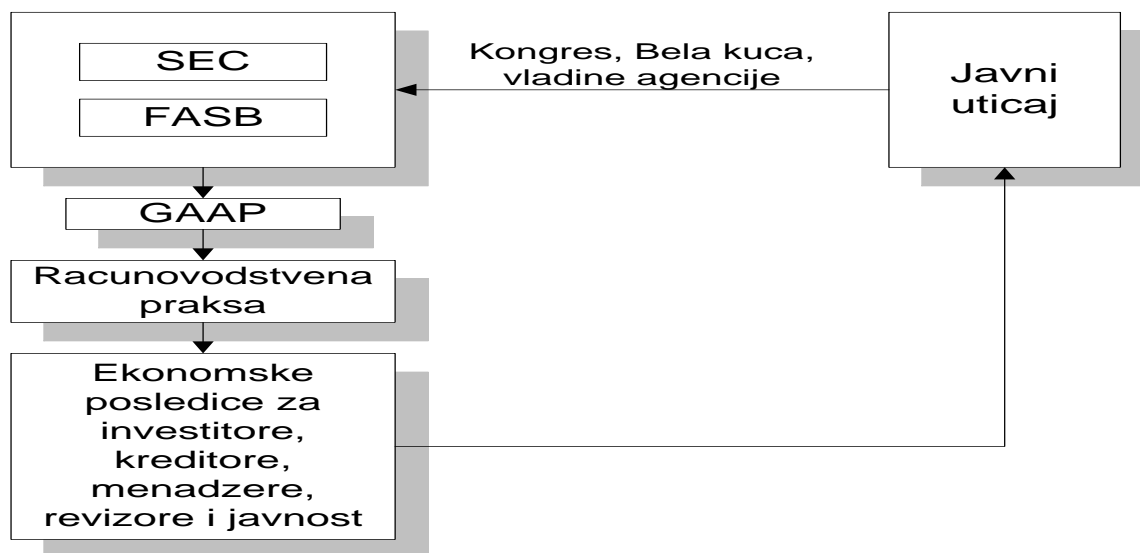 SEC
FASB
Kongres, Bela kuca,
vladine agencije
Javni
uticaj
GAAP
Racunovodstvena
praksa
Ekonomske
posledice za
investitore,
kreditore,
menadzere,
revizore i javnost